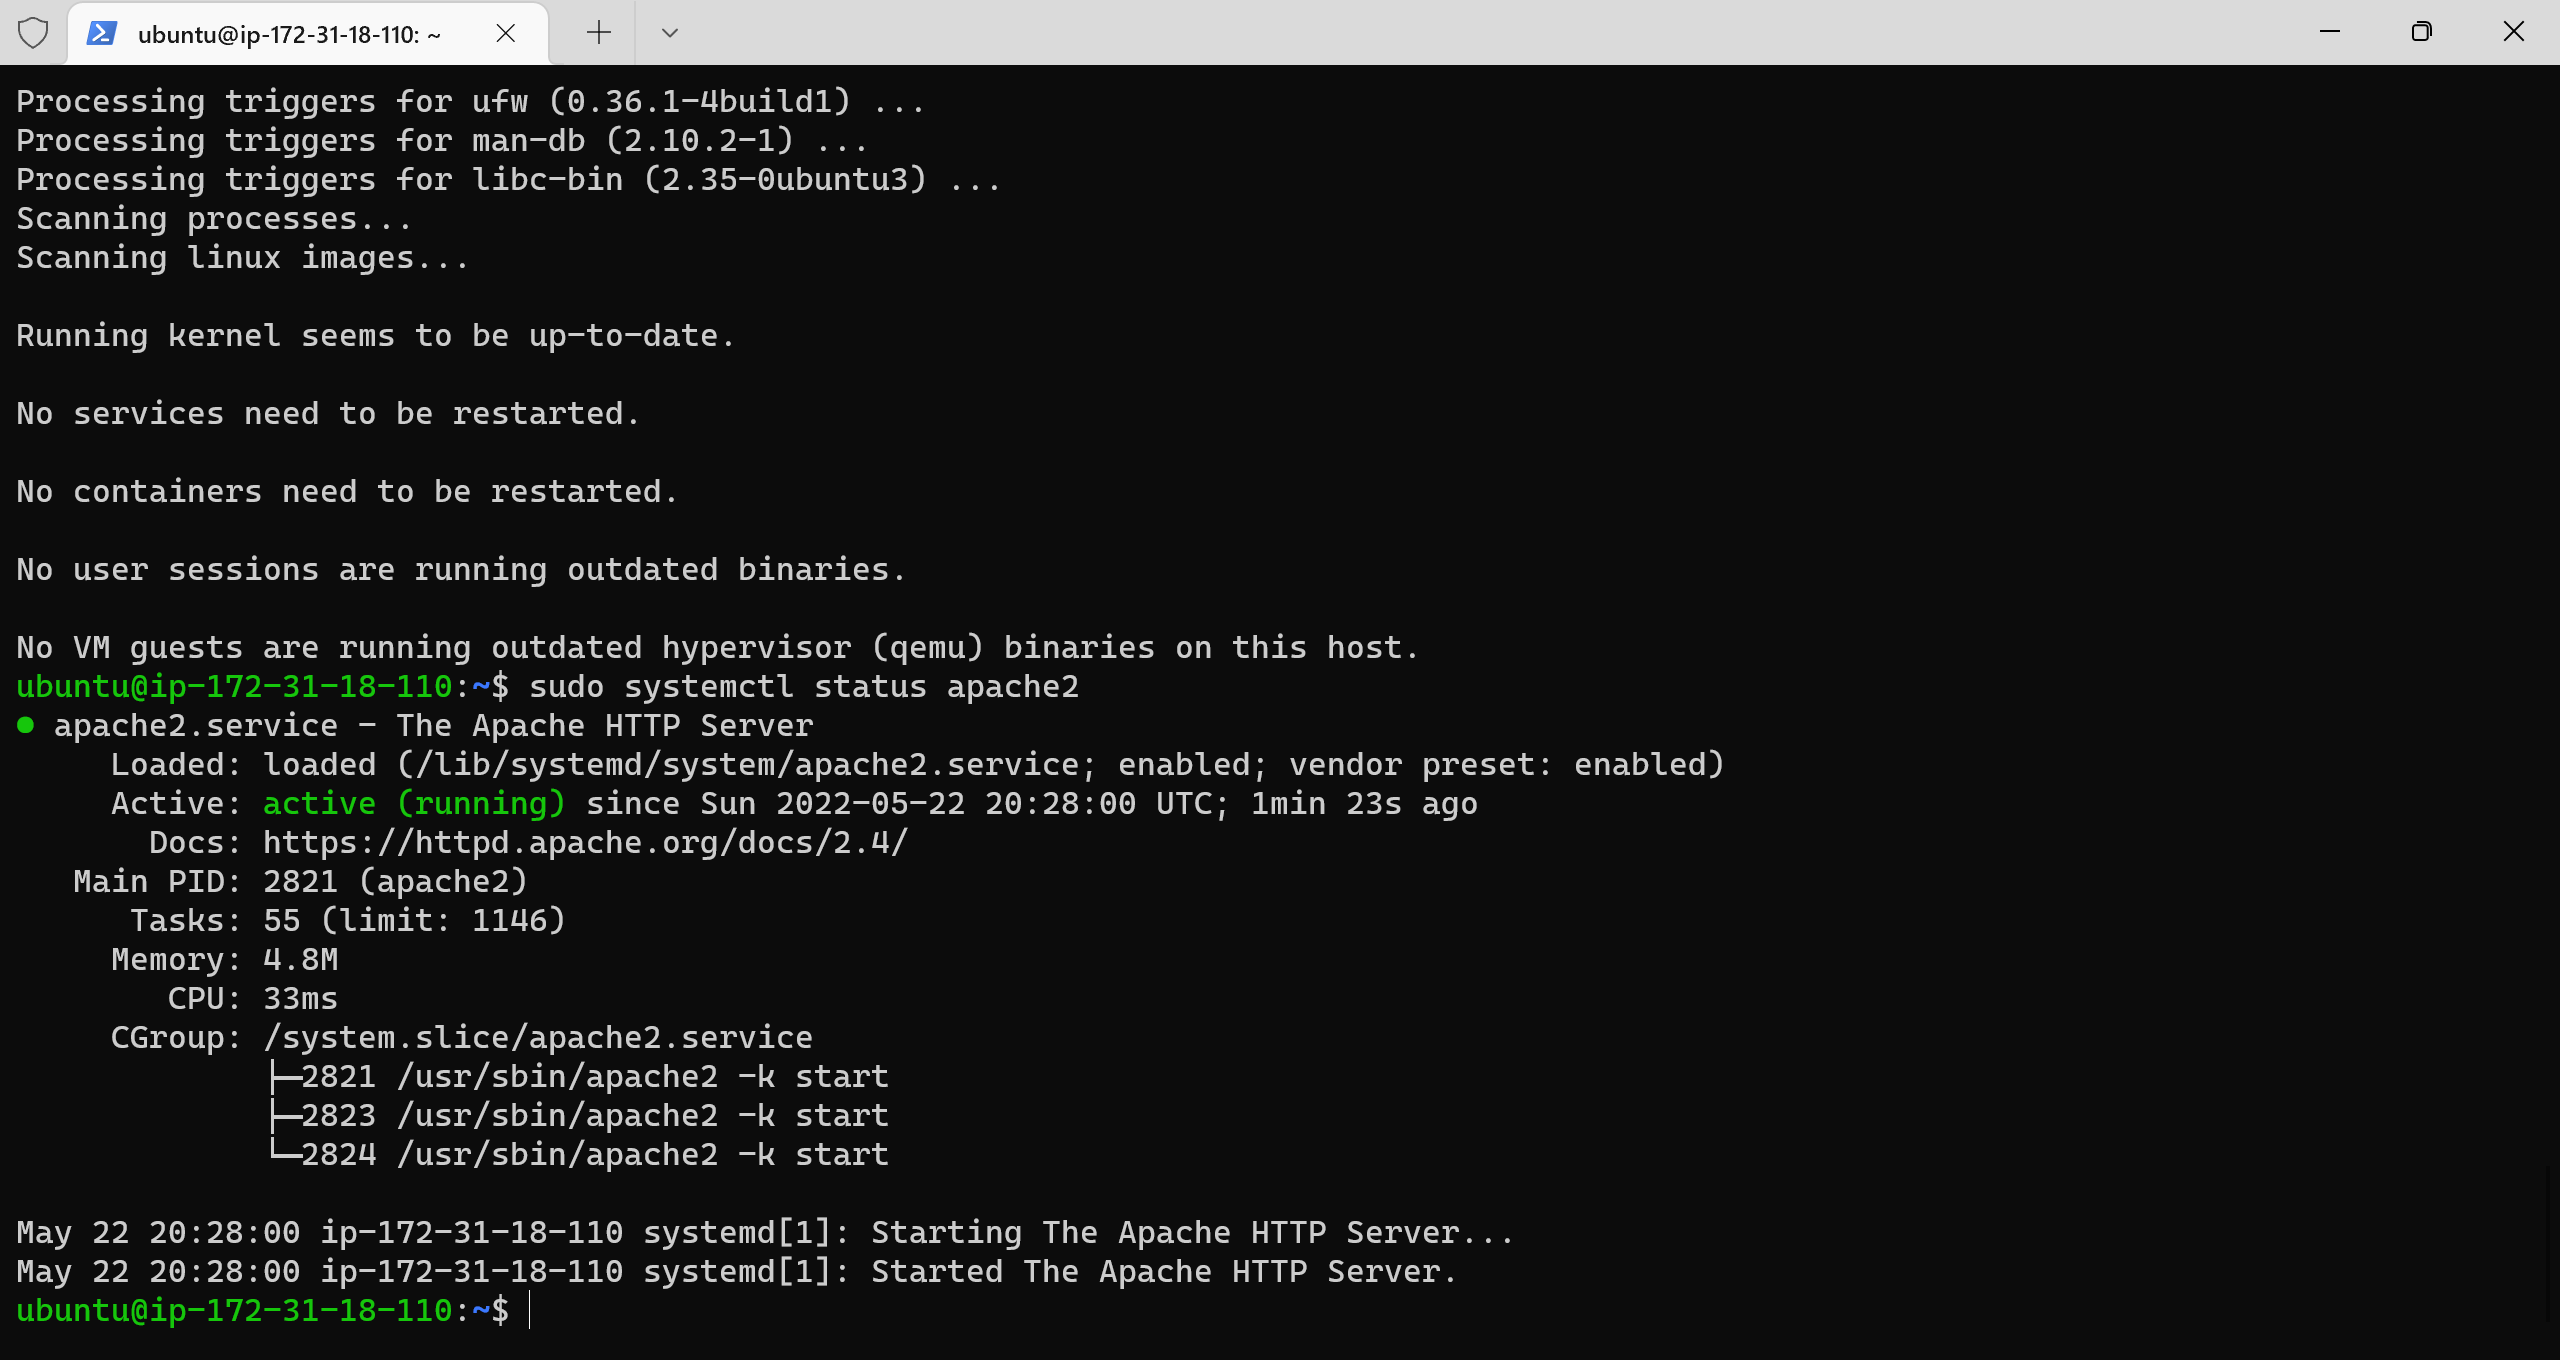 ubuntu@ip-172-31-18-110: ~
Processing triggers for ufw (0.36.1-4build1) ...
Processing triggers for man-db (2.10.2-1) ...
Processing triggers for libc-bin (2.35-0ubuntu3) ...
Scanning processes...
Scanning linux images...
Running kernel seems to be up-to-date.
No services need to be restarted.
No containers need to be restarted.
No user sessions are running outdated binaries.
No VM guests are running outdated hypervisor (qemu) binaries on this host.
ubuntu@ip-172-31-18-110:~$ sudo systemctl status apache2
● apache2.service - The Apache HTTP Server
     Loaded: loaded (/lib/systemd/system/apache2.service; enabled; vendor preset: enabled)
     Active: active (running) since Sun 2022-05-22 20:28:00 UTC; 1min 23s ago
       Docs: https://httpd.apache.org/docs/2.4/
   Main PID: 2821 (apache2)
      Tasks: 55 (limit: 1146)
     Memory: 4.8M
        CPU: 33ms
     CGroup: /system.slice/apache2.service
             ├─2821 /usr/sbin/apache2 -k start
             ├─2823 /usr/sbin/apache2 -k start
             └─2824 /usr/sbin/apache2 -k start
May 22 20:28:00 ip-172-31-18-110 systemd[1]: Starting The Apache HTTP Server...
May 22 20:28:00 ip-172-31-18-110 systemd[1]: Started The Apache HTTP Server.
ubuntu@ip-172-31-18-110:~$